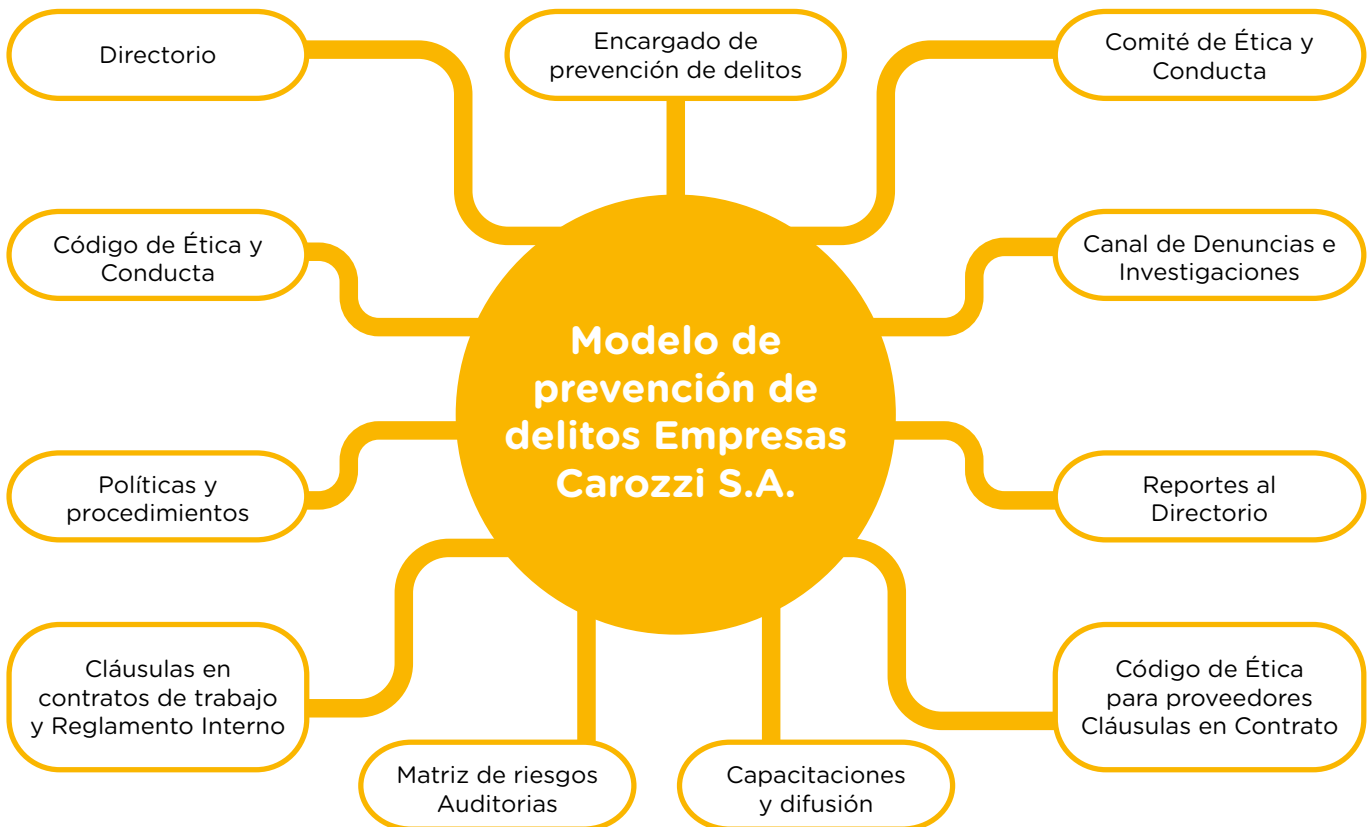 Directorio
Encargado de
prevención de delitos
Comité de Ética y
Conducta
Código de Ética y
Conducta
Canal de Denuncias e
Investigaciones
Modelo de
prevención de
delitos Empresas
Carozzi S.A.
Políticas y
procedimientos
Reportes al
Directorio
Cláusulas en
contratos de trabajo
y Reglamento Interno
Código de Ética
para proveedores
Cláusulas en Contrato
Matriz de riesgos
Auditorias
Capacitaciones
y difusión